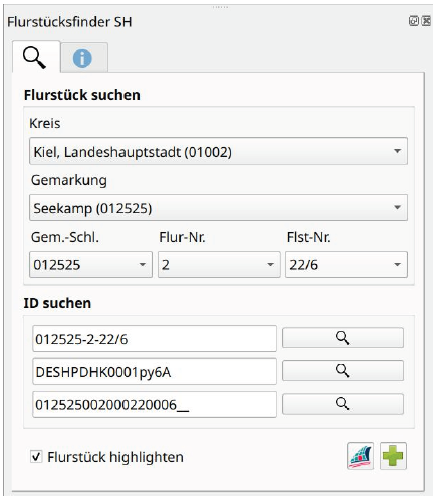 Flurstücksfinder SH
Flurstück suchen
Kreis
Kiel, Landeshauptstadt (01002)
Gemarkung
Seekamp (012525)
Gem.-Schl. Flur-Nr. Flst-Nr.
012525 2 22/6
ID suchen
012525-2-22/6
DESHPDHK0001py6A
012525002000220006__
Flurstück highlighten